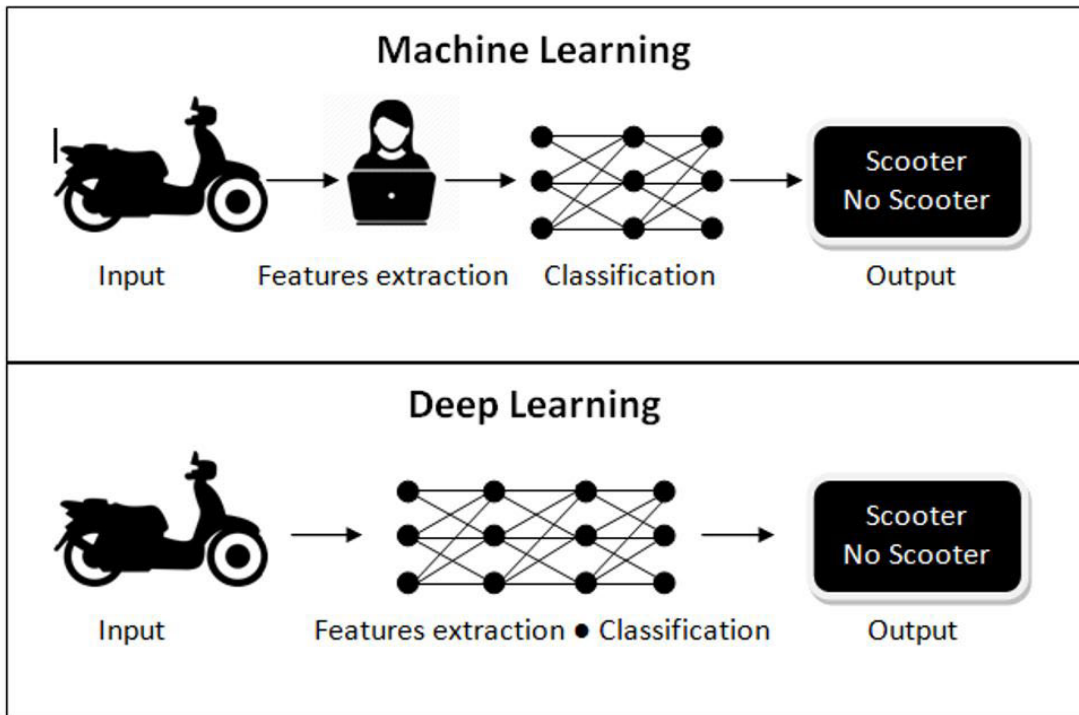 Machine Learning
Scooter
No Scooter
Input
Features extraction
Classification
Output
Deep Learning
Scooter
No Scooter
Input
Features extraction ● Classification
Output